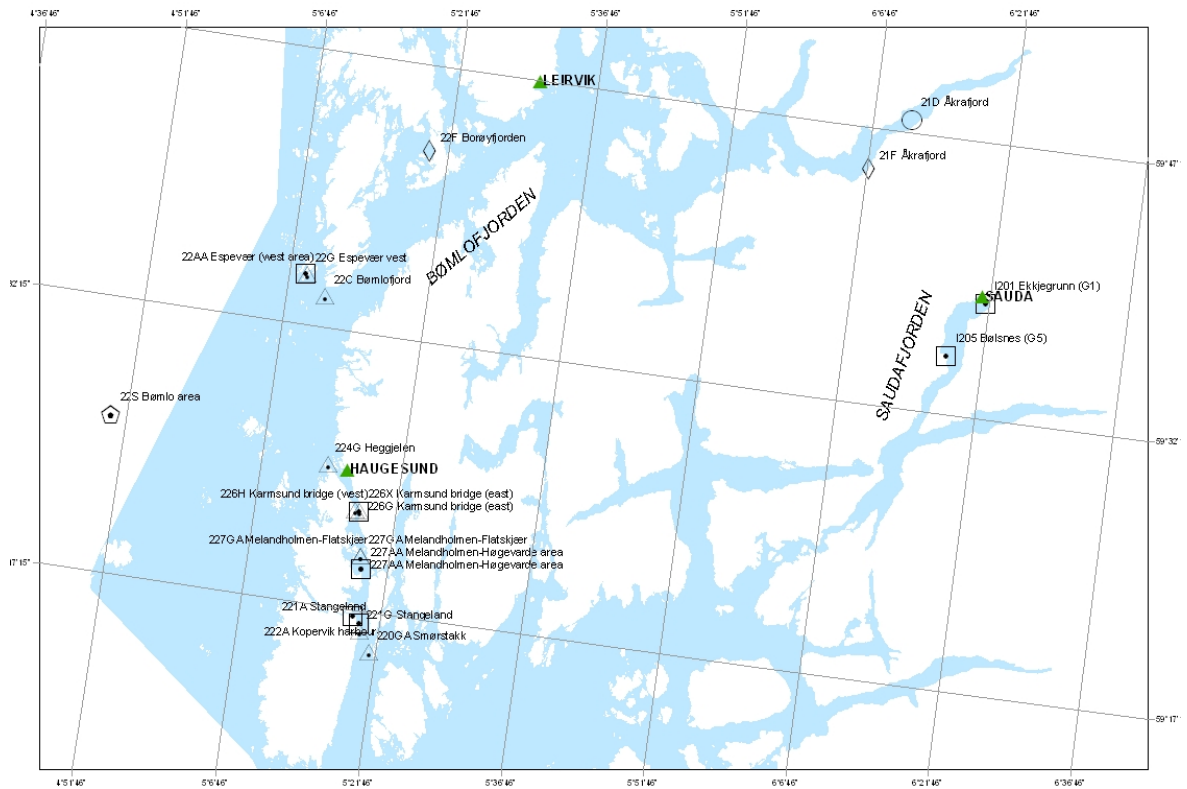 4°36'46" 4°51'46" 5°6'46" 5°21'46" 5°36'46" 5°51'46" 6°6'46" 6°21'46"
LEIRVIK
21D Åkrafjord
22F Borøyfjorden
21F Åkrafjord
59°47'
BØMLOFJORDEN
22AA Espevær (west area) 22G Espevær vest
22C Bømlofjord
I201 Ekkjegrunn (G1)
SAUDA
32'15"
SAUDAFJORDEN
I205 Bølsnes (G5)
22S Bømlo area
59°32'
224G Heggjelen
HAUGESUND
226H Karmsund bridge (vest) 226X Karmsund bridge (east)
226G Karmsund bridge (east)
227GA Melandholmen-Flatskjær 227GA Melandholmen-Flatskjær
227AA Melandholmen-Høgevarde area
227AA Melandholmen-Høgevarde area
17'15"
221A Stangeland
221G Stangeland
222A Kopervik harbour
220GA Smørstakk
59°17'
4°51'46" 5°6'46" 5°21'46" 5°36'46" 5°51'46" 6°6'46" 6°21'46" 6°36'46"